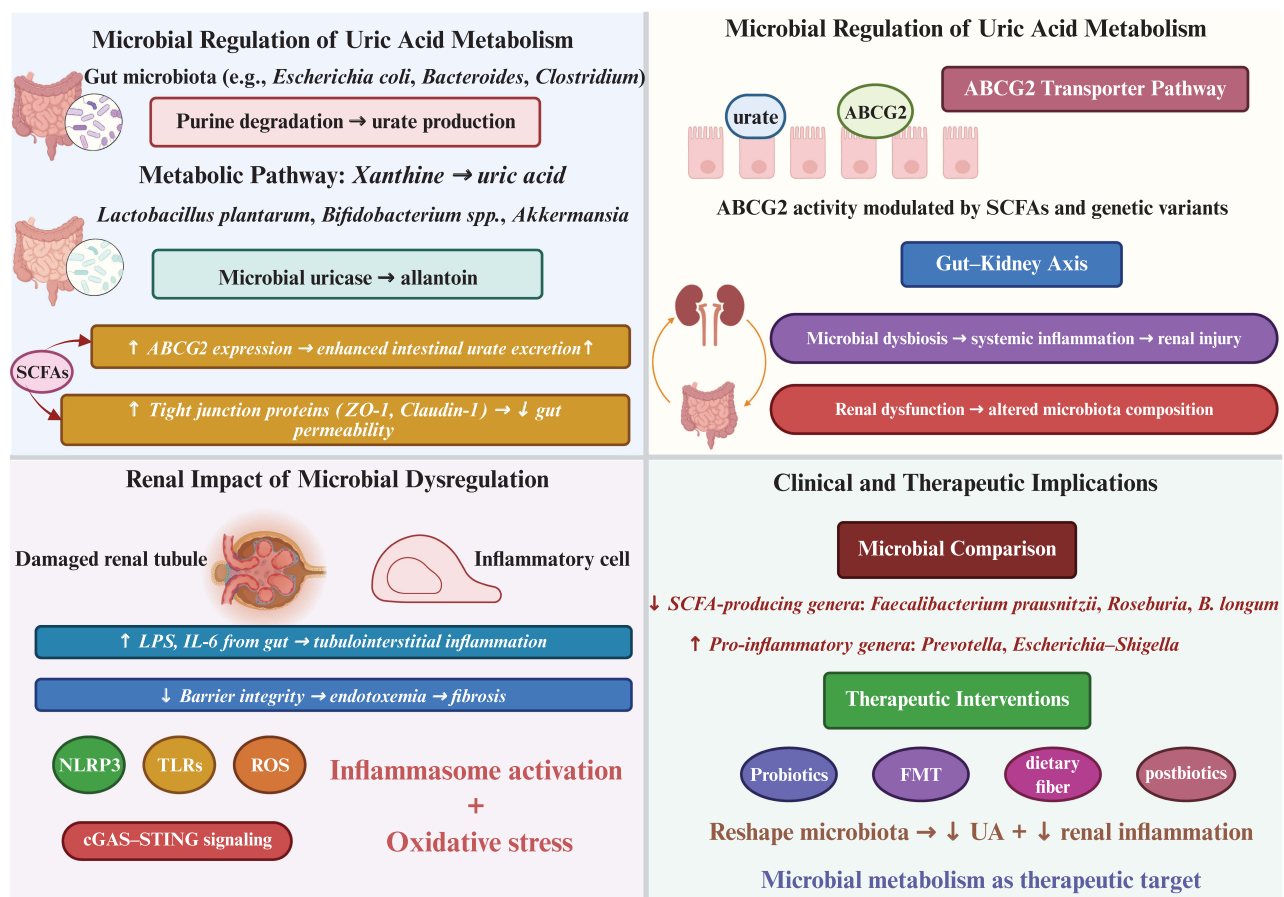 Microbial Regulation of Uric Acid Metabolism
Gut microbiota (e.g., Escherichia coli, Bacteroides, Clostridium)
Purine degradation → urate production
Metabolic Pathway: Xanthine → uric acid
Lactobacillus plantarum, Bifidobacterium spp., Akkermansia
Microbial uricase → allantoin
SCFAs
↑ ABCG2 expression → enhanced intestinal urate excretion↑
↑ Tight junction proteins (ZO-1, Claudin-1) → ↓ gut
permeability
Microbial Regulation of Uric Acid Metabolism
ABCG2 Transporter Pathway
urate
ABCG2
ABCG2 activity modulated by SCFAs and genetic variants
Gut–Kidney Axis
Microbial dysbiosis → systemic inflammation → renal injury
Renal dysfunction → altered microbiota composition
Renal Impact of Microbial Dysregulation
Damaged renal tubule
Inflammatory cell
↑ LPS, IL-6 from gut → tubulointerstitial inflammation
↓ Barrier integrity → endotoxemia → fibrosis
NLRP3
TLRs
ROS
cGAS–STING signaling
Inflammasome activation
+
Oxidative stress
Clinical and Therapeutic Implications
Microbial Comparison
↓ SCFA-producing genera: Faecalibacterium prausnitzii, Roseburia, B. longum
↑ Pro-inflammatory genera: Prevotella, Escherichia–Shigella
Therapeutic Interventions
Probiotics
FMT
dietary
fiber
postbiotics
Reshape microbiota → ↓ UA + ↓ renal inflammation
Microbial metabolism as therapeutic target